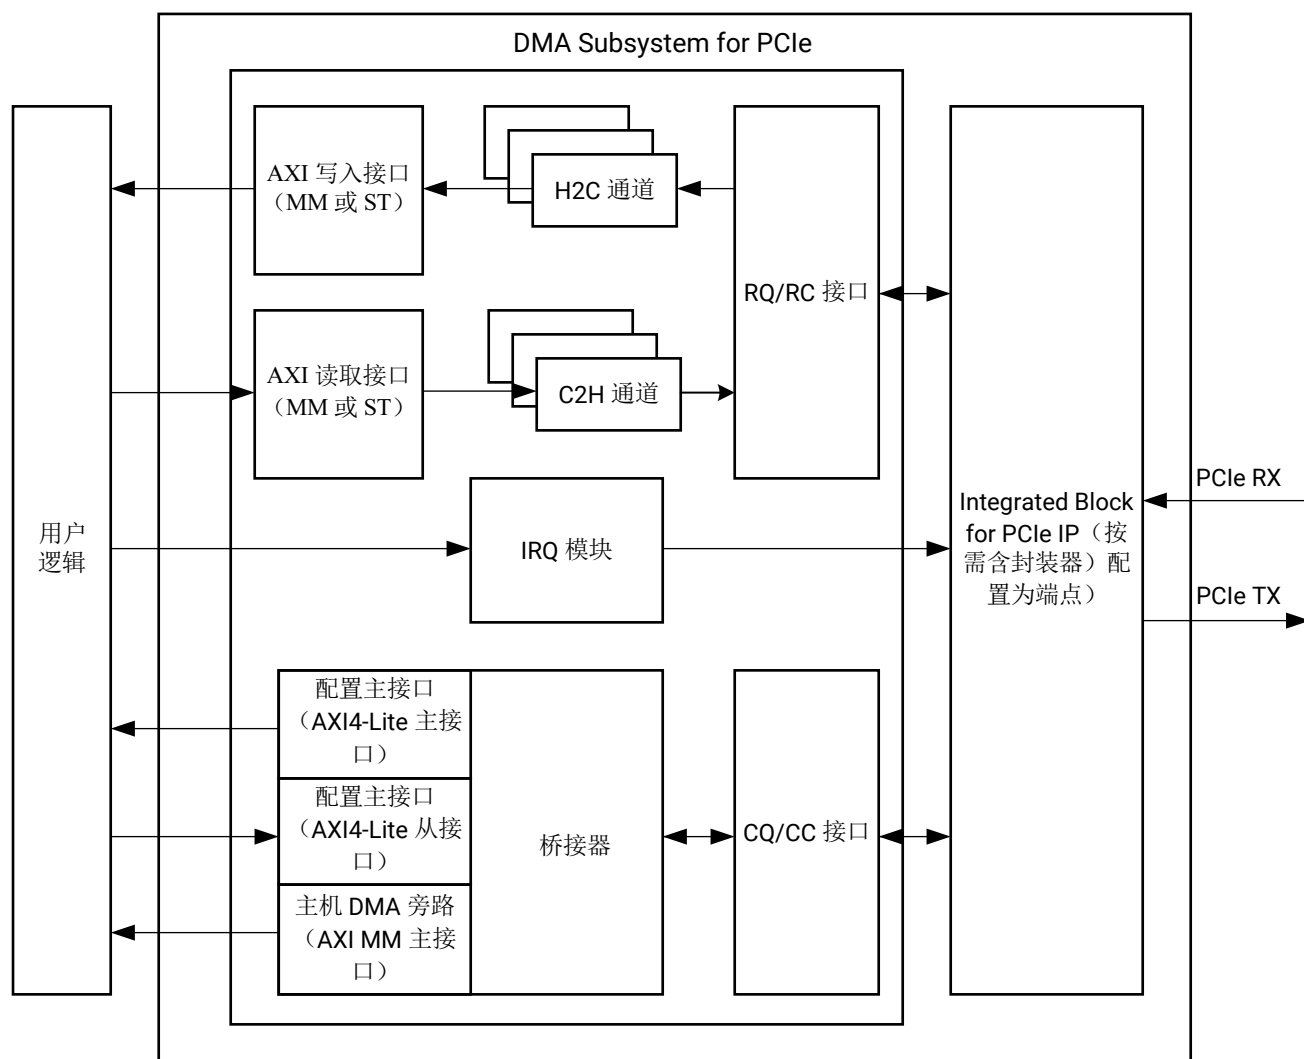 DMA Subsystem for PCIe
AXI 写入接口
（MM 或 ST）
H2C 通道
RQ/RC 接口
AXI 读取接口
（MM 或 ST）
C2H 通道
用户
逻辑
IRQ 模块
Integrated Block
for PCIe IP（按
需含封装器）配
置为端点）
PCIe RX
PCIe TX
配置主接口
（AXI4-Lite 主接
口）
配置主接口
（AXI4-Lite 从接
口）
主机 DMA 旁路
（AXI MM 主接
口）
桥接器
CQ/CC 接口